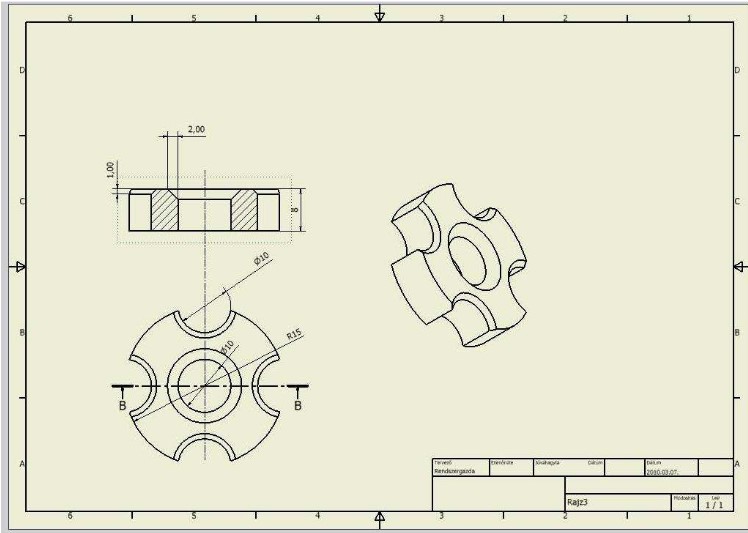 6 5 4 3 2 1
D D
2,00
1,00
C C
8
Ø10
B B
R15
Ø10
B B
A A
Tervező Ellenőrizte Jóváhagyta Dátum Dátum
Rendszergazda 2010.03.07.
Rajz3
Módosítás Lap
1 / 1
6 5 4 3 2 1